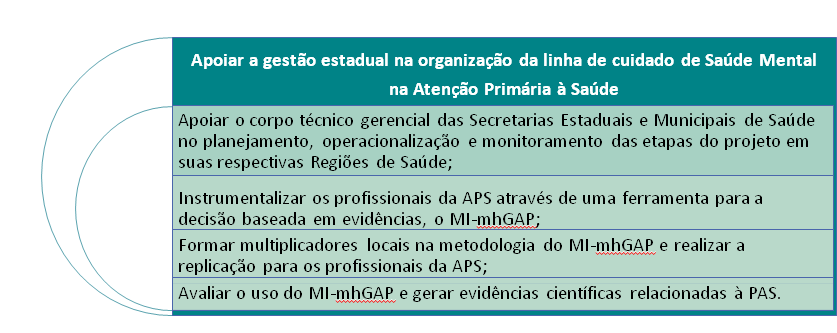 Apoiar a gestão estadual na organização da linha de cuidado de Saúde Mental
na Atenção Primária à Saúde
Apoiar o corpo técnico gerencial das Secretarias Estaduais e Municipais de Saúde
no planejamento, operacionalização e monitoramento das etapas do projeto em
suas respectivas Regiões de Saúde;
Instrumentalizar os profissionais da APS através de uma ferramenta para a
decisão baseada em evidências, o MI-mhGAP;
Formar multiplicadores locais na metodologia do MI-mhGAP e realizar a
replicação para os profissionais da APS;
Avaliar o uso do MI-mhGAP e gerar evidências científicas relacionadas à PAS.